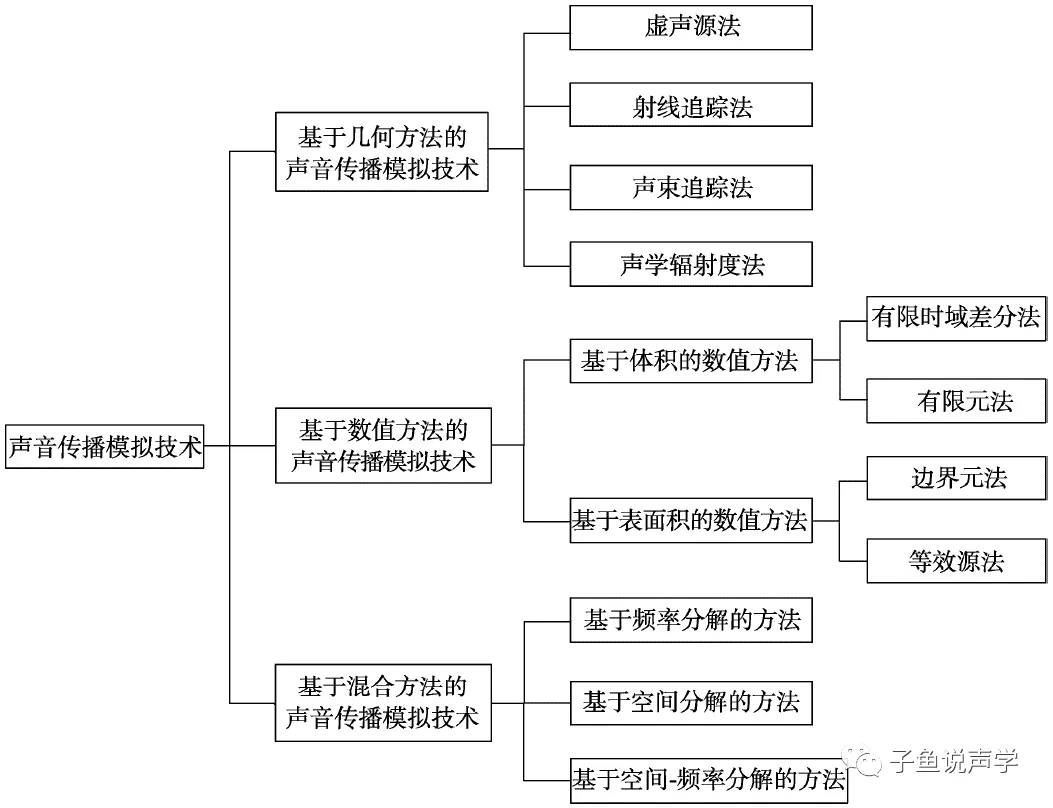 声音传播模拟技术
基于几何方法的
声音传播模拟技术
虚声源法
射线追踪法
声束追踪法
声学辐射度法
基于数值方法的
声音传播模拟技术
基于体积的数值方法
有限时域差分法
有限元法
基于表面积的数值方法
边界元法
等效源法
基于混合方法的
声音传播模拟技术
基于频率分解的方法
基于空间分解的方法
基于空间-频率分解的方法
子鱼说声学